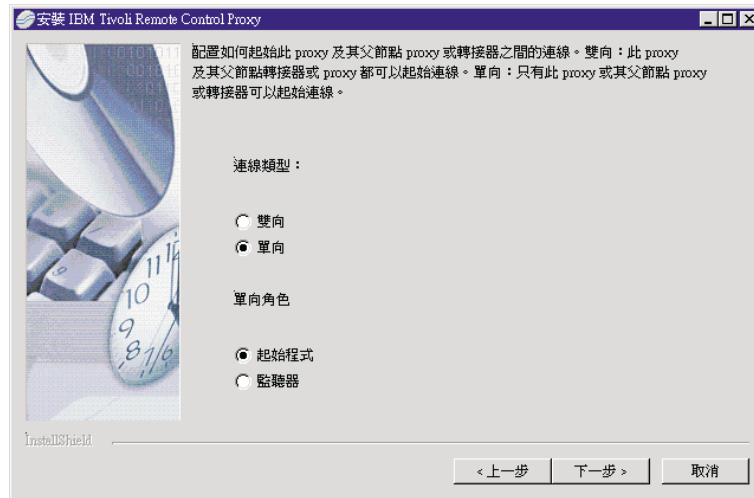 安裝 IBM Tivoli Remote Control Proxy
配置如何起始此 proxy 及其父節點 proxy 或轉接器之間的連線。雙向：此 proxy
及其父節點轉接器或 proxy 都可以起始連線。單向：只有此 proxy 或其父節點 proxy
或轉接器可以起始連線。
連線類型：
雙向
單向
單向角色
起始程式
監聽器
InstallShield
<上一步
下一步>
取消